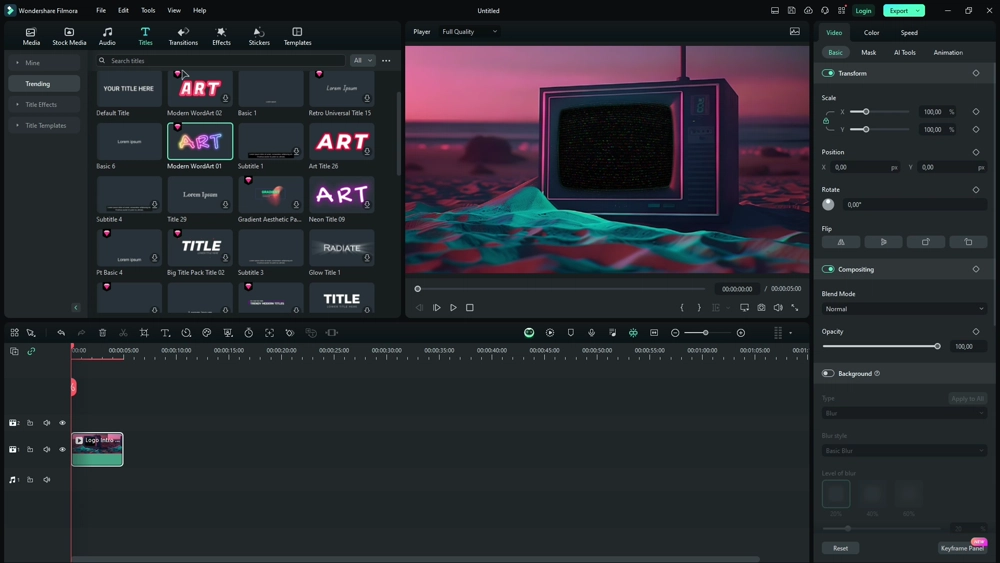 Wondershare Filmora File Edit Tools View Help Untitled Login Export
Media Stock Media Audio Titles Transitions Effects Stickers Templates
Player Full Quality
Video Color Speed
Mine
Search titles
All
Basic Mask AI Tools Animation
Trending
Title Effects
Title Templates
YOUR TITLE HERE ART Lorem Ipsum
Default Title Modern WordArt 02 Basic 1 Retro Universal Title 15
Lorem ipsum ART ART
Basic 6 Modern WordArt 01 Subtitle 1 Art Title 26
Lorem Ipsum ART
Subtitle 4 Title 29 Gradient Aesthetic Pa... Neon Title 09
Lorem ipsum TITLE RADIATE
Pt Basic 4 Big Title Pack Title 02 Subtitle 3 Glow Title 1
TITLE
Transform
Scale
X 100,00 %
Y 100,00 %
Position
X 0,00 px Y 0,00 px
Rotate
0,00°
Flip
Compositing
Blend Mode
Normal
Opacity
100,00
Background
Type Apply to All
Blur
Blur style
Basic Blur
Level of blur
20% 40% 60%
%
Reset Keyframe Panel
NEW
00:00:00:00 / 00:00:05:00
00:00 00:00:05:00 00:00:10:00 00:00:15:00 00:00:20:00 00:00:25:00 00:00:30:00 00:00:35:00 00:00:40:00 00:00:45:00 00:00:50:00 00:00:55:00 00:01:00:00 00:01:05:00
2
1 Logo Intro ...
1